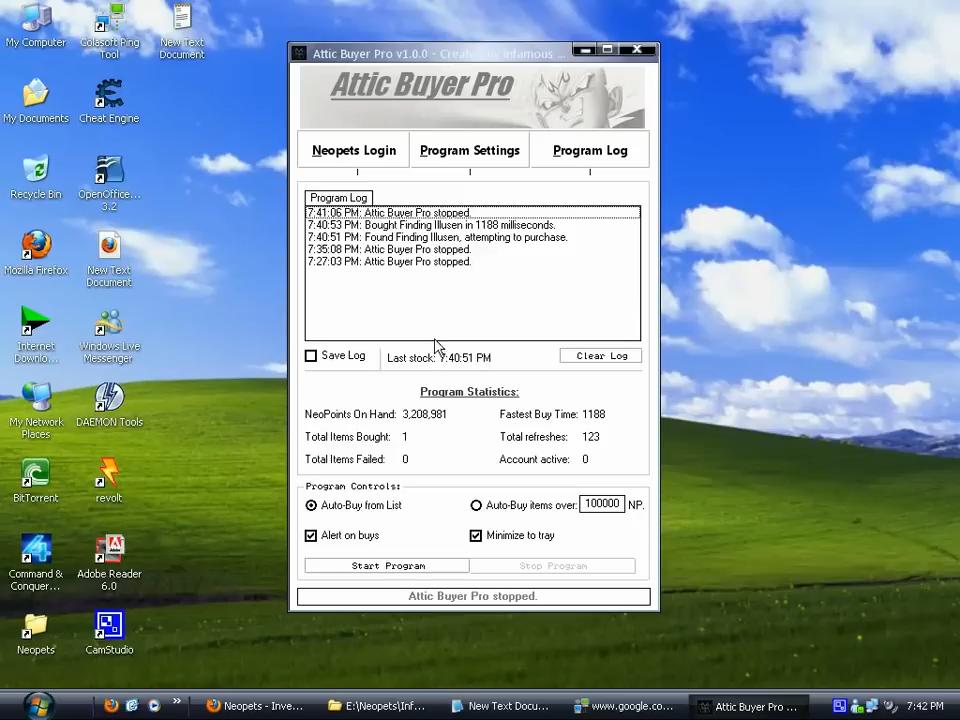 My Computer
Colasoft Ping Tool
New Text Document
My Documents
Cheat Engine
Recycle Bin
OpenOffice... 3.2
Mozilla Firefox
New Text Document
Internet Downlo...
Windows Live Messenger
My Network Places
DAEMON Tools
BitTorrent
revolt
Command & Conquer...
Adobe Reader 6.0
Neopets
CamStudio
Attic Buyer Pro v1.0.0 - Created by Infamous ...
Attic Buyer Pro
Neopets Login
Program Settings
Program Log
Program Log
7:41:06 PM: Attic Buyer Pro stopped.
7:40:53 PM: Bought Finding Illusen in 1188 milliseconds.
7:40:51 PM: Found Finding Illusen, attempting to purchase.
7:35:08 PM: Attic Buyer Pro stopped.
7:27:03 PM: Attic Buyer Pro stopped.
Save Log
Last stock: 7:40:51 PM
Clear Log
Program Statistics:
NeoPoints On Hand: 3,208,981
Fastest Buy Time: 1188
Total Items Bought: 1
Total refreshes: 123
Total Items Failed: 0
Account active: 0
Program Controls:
Auto-Buy from List
Auto-Buy items over: 100000 NP.
Alert on buys
Minimize to tray
Start Program
Stop Program
Attic Buyer Pro stopped.
Neopets - Inve...
E:\Neopets\Inf...
New Text Docu...
www.google.co...
Attic Buyer Pro ...
7:42 PM